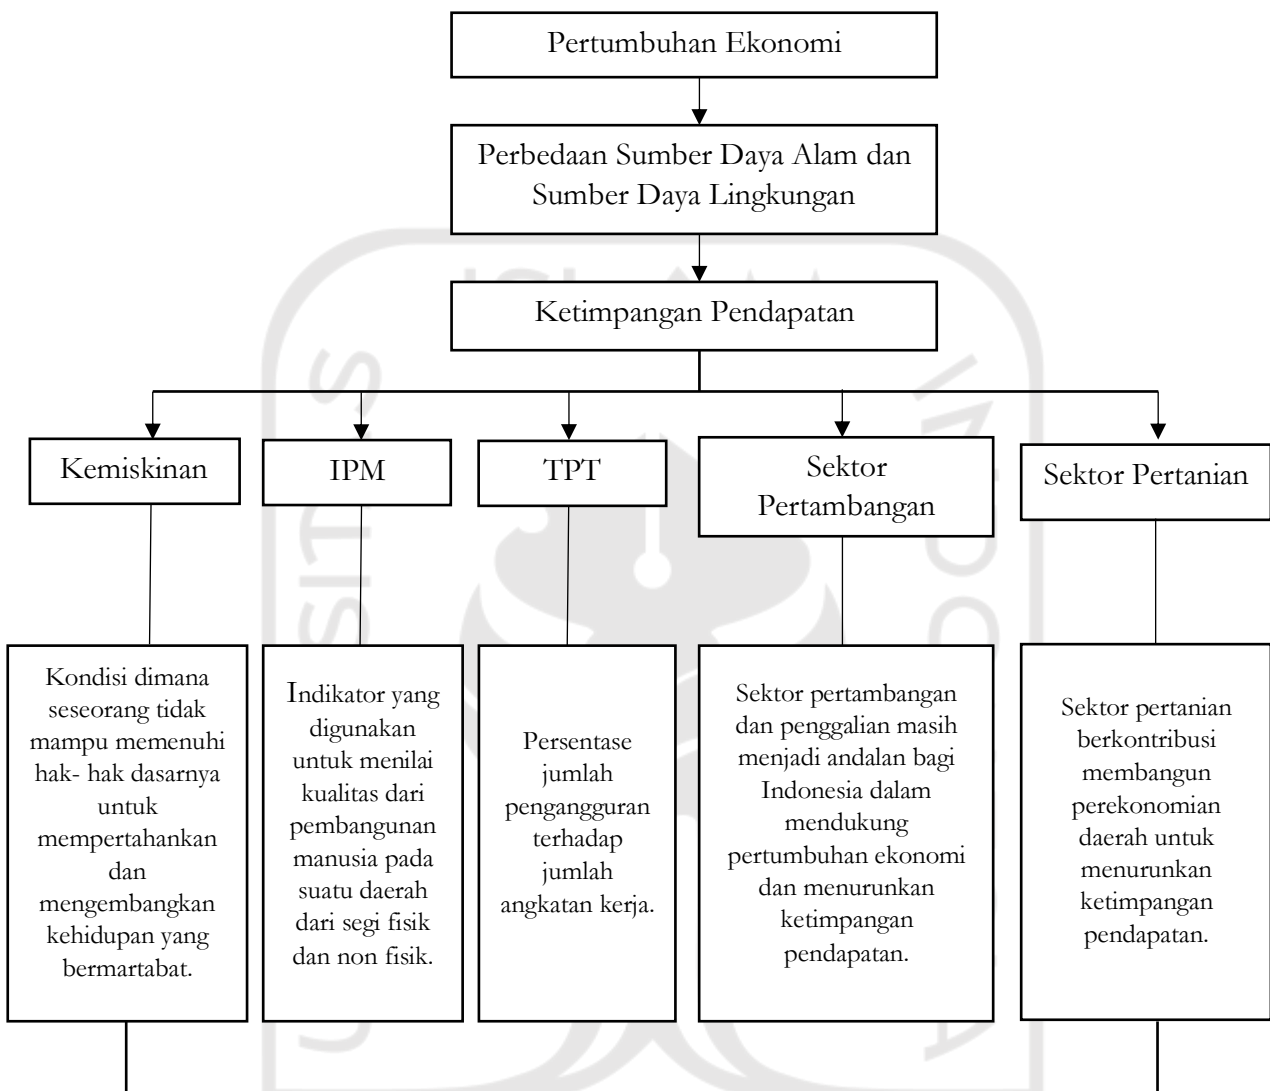 Pertumbuhan Ekonomi
Perbedaan Sumber Daya Alam dan
Sumber Daya Lingkungan
Ketimpangan Pendapatan
Kemiskinan
IPM
TPT
Sektor
Pertambangan
Sektor Pertanian
Kondisi dimana
seseorang tidak
mampu memenuhi
hak- hak dasarnya
untuk
mempertahankan
dan
mengembangkan
kehidupan yang
bermartabat.
Indikator yang
digunakan
untuk menilai
kualitas dari
pembangunan
manusia pada
suatu daerah
dari segi fisik
dan non fisik.
Persentase
jumlah
pengangguran
terhadap
jumlah
angkatan kerja.
Sektor pertambangan
dan penggalian masih
menjadi andalan bagi
Indonesia dalam
mendukung
pertumbuhan ekonomi
dan menurunkan
ketimpangan
pendapatan.
Sektor pertanian
berkontribusi
membangun
perekonomian
daerah untuk
menurunkan
ketimpangan
pendapatan.